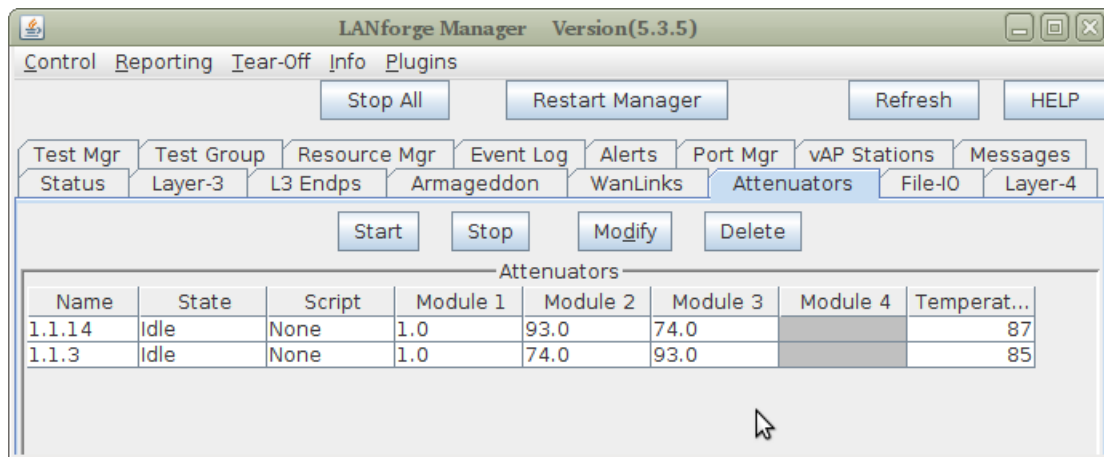 LANforge Manager Version(5.3.5)
Control Reporting Tear-Off Info Plugins
Stop All Restart Manager Refresh HELP
Test Mgr Test Group Resource Mgr Event Log Alerts Port Mgr vAP Stations Messages
Status Layer-3 L3 Endps Armageddon WanLinks Attenuators File-IO Layer-4
Start Stop Modify Delete
Attenuators
Name State Script Module 1 Module 2 Module 3 Module 4 Temperat...
1.1.14 Idle None 1.0 93.0 74.0 87
1.1.3 Idle None 1.0 74.0 93.0 85